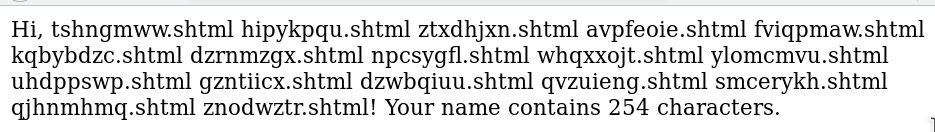 Hi, tshngmww.shtml hipykpqu.shtml ztxdhjxn.shtml avpfeoie.shtml fviqpmaw.shtml
kqbybdzc.shtml dzrnmzgx.shtml npcsygfl.shtml whqxxojt.shtml ylomcmvu.shtml
uhdppswp.shtml gzntiicx.shtml dzwbqiuu.shtml qvzuieng.shtml smcerykh.shtml
qjhnmhmq.shtml znodwztr.shtml! Your name contains 254 characters.